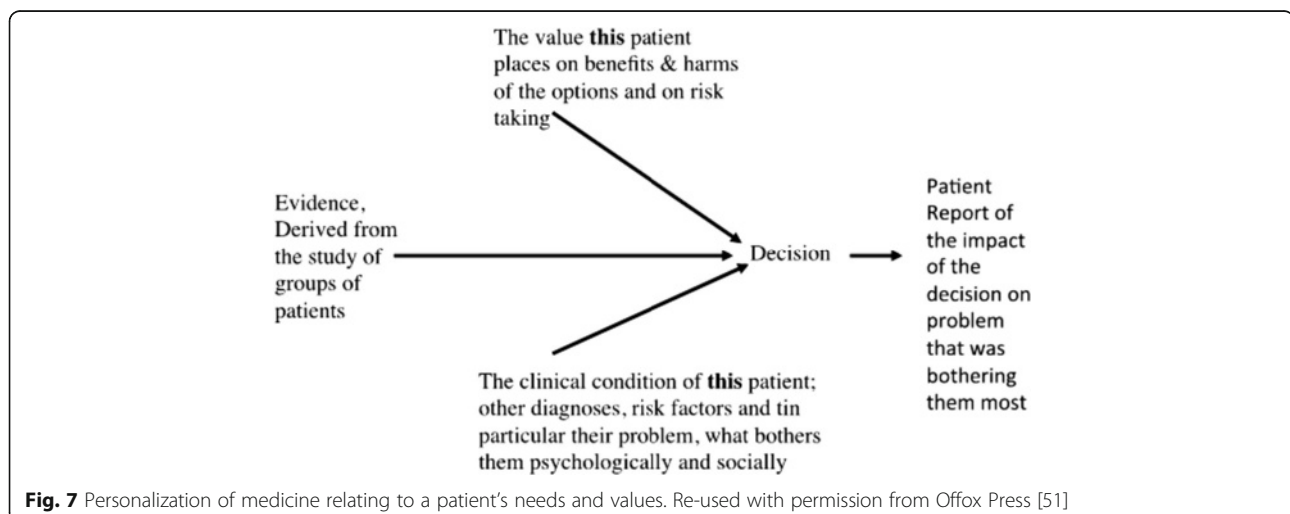 The value this patient
places on benefits & harms
of the options and on risk
taking
Evidence,
Derived from
the study of
groups of
patients
Decision
Patient
Report of
the impact
of the
decision on
problem
that was
bothering
them most
The clinical condition of this patient;
other diagnoses, risk factors and tin
particular their problem, what bothers
them psychologically and socially
Fig. 7 Personalization of medicine relating to a patient's needs and values. Re-used with permission from Offox Press [51]